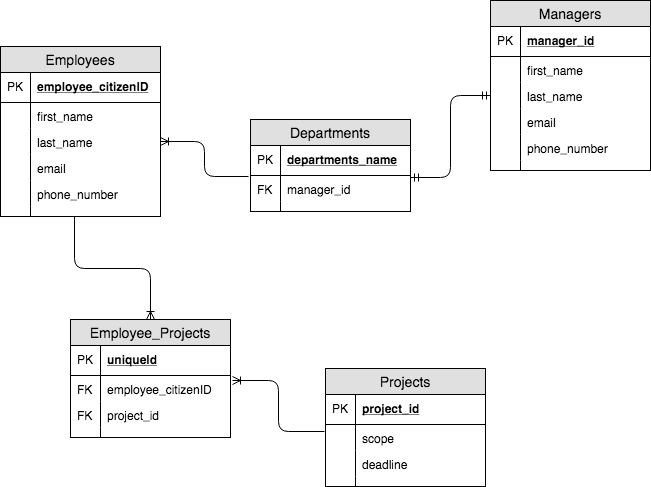 Managers
PK manager_id
first_name
last_name
email
phone_number
Employees
PK employee_citizenID
first_name
last_name
email
phone_number
Departments
PK departments_name
FK manager_id
Employee_Projects
PK uniqueId
FK employee_citizenID
FK project_id
Projects
PK project_id
scope
deadline